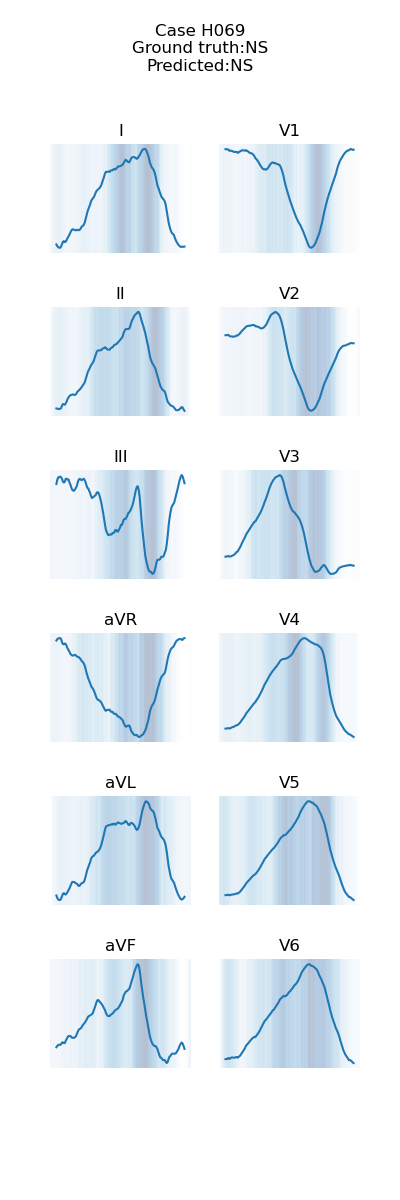 Case H069
Ground truth:NS
Predicted:NS
I
V1
II
V2
III
V3
aVR
V4
aVL
V5
aVF
V6